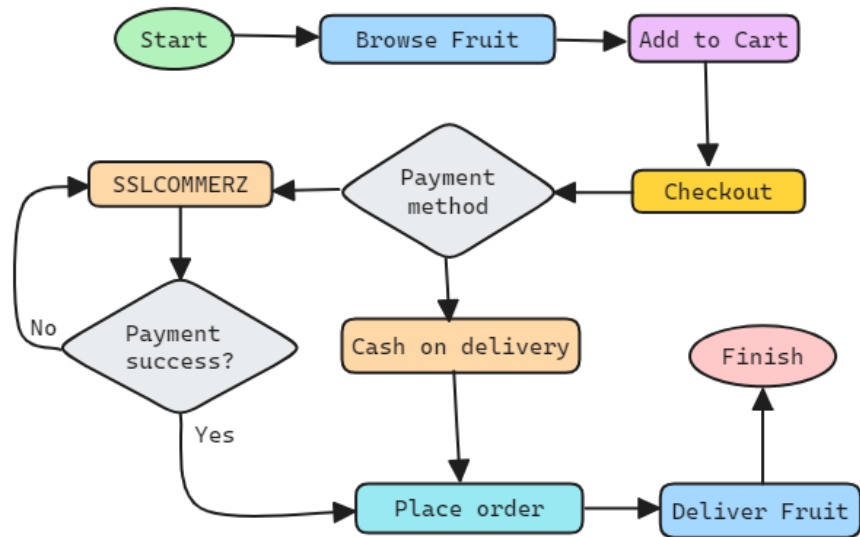 Start
Browse Fruit
Add to Cart
Checkout
Payment
method
SSLCOMMERZ
Payment
success?
No
Yes
Cash on delivery
Place order
Deliver Fruit
Finish